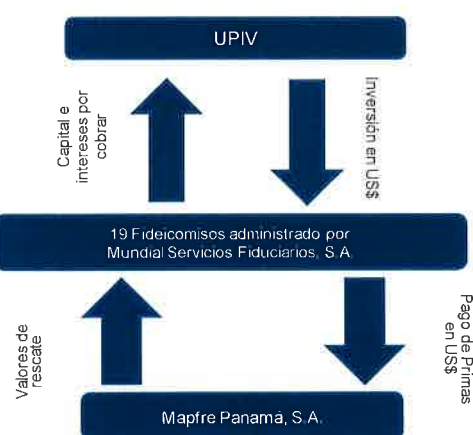 UPIV
Capital e
intereses por
cobrar
Inversión en US$
19 Fideicomisos administrado por
Mundial Servicios Fiduciarios, S.A.
Valores de
rescate
Pago de Primas
en US$
Mapfre Panamá, S.A.